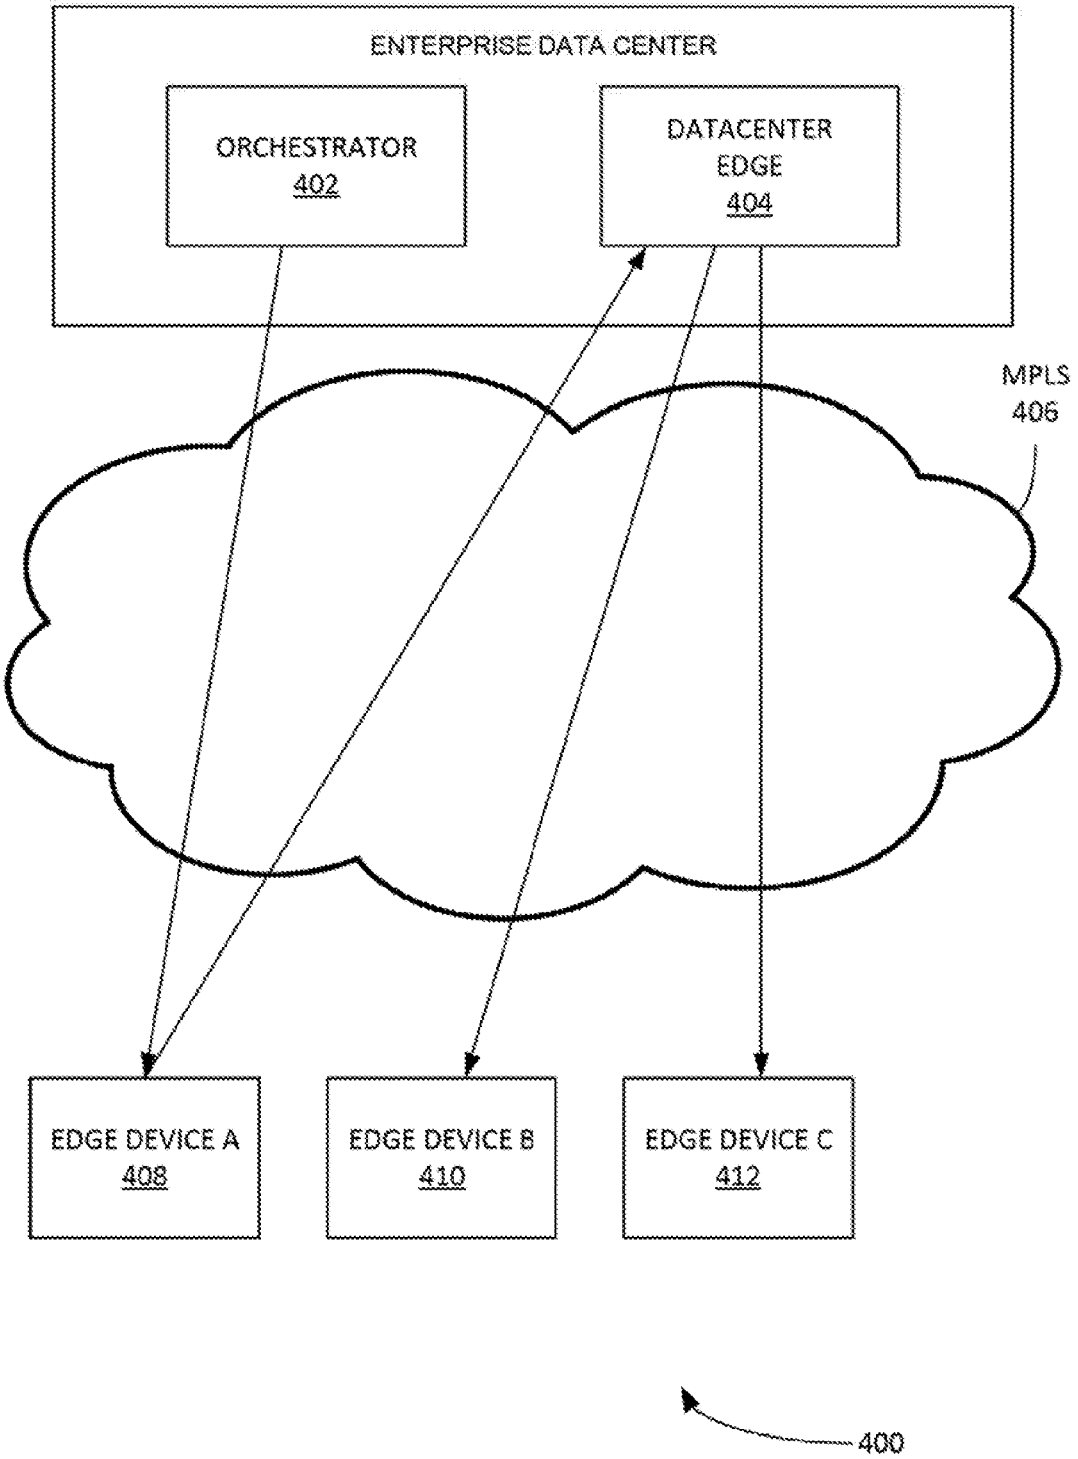 ENTERPRISE DATA CENTER
ORCHESTRATOR
402
DATACENTER
EDGE
404
MPLS
406
EDGE DEVICE A
408
EDGE DEVICE B
410
EDGE DEVICE C
412
400